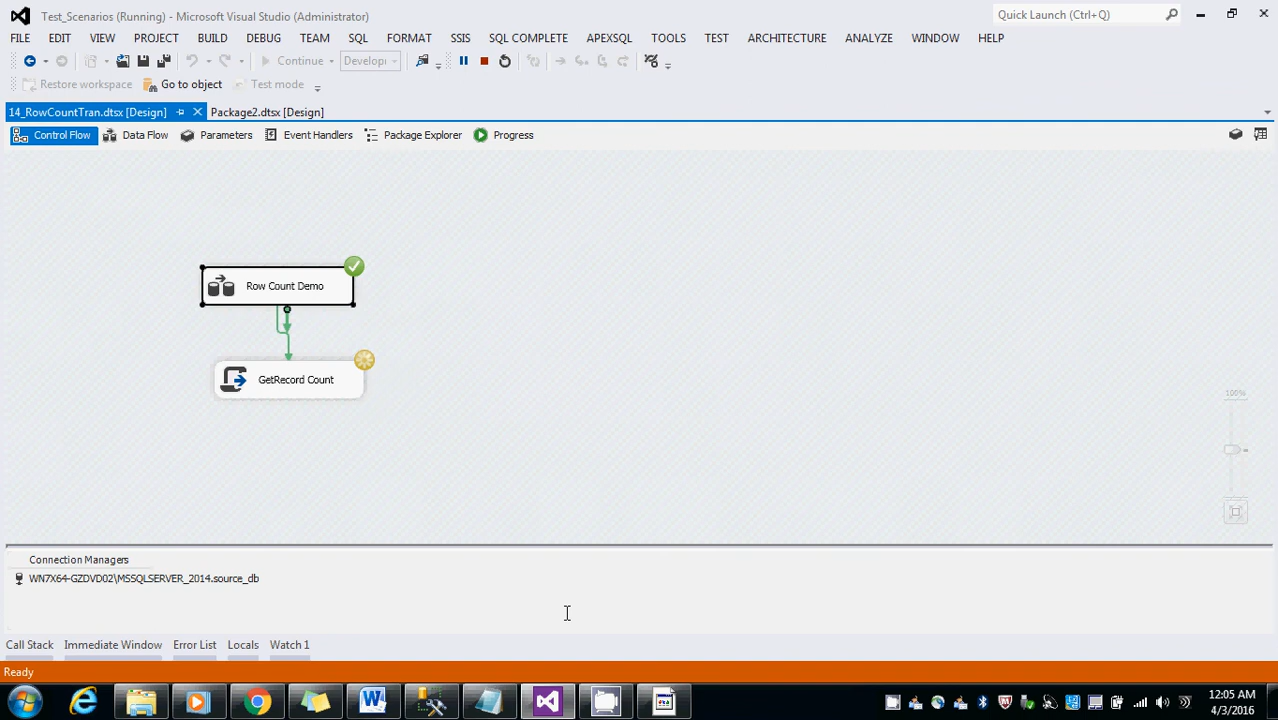 Test_Scenarios (Running) - Microsoft Visual Studio (Administrator)
Quick Launch (Ctrl+Q)
FILE EDIT VIEW PROJECT BUILD DEBUG TEAM SQL FORMAT SSIS SQL COMPLETE APEXSQL TOOLS TEST ARCHITECTURE ANALYZE WINDOW HELP
Continue Developi
Restore workspace Go to object Test mode
14_RowCountTran.dtsx [Design] Package2.dtsx [Design]
Control Flow Data Flow Parameters Event Handlers Package Explorer Progress
Row Count Demo
GetRecord Count
100%
Connection Managers
WN7X64-GZDVD02\MSSQLSERVER_2014.source_db
Call Stack Immediate Window Error List Locals Watch 1
Ready
12:05 AM
4/3/2016